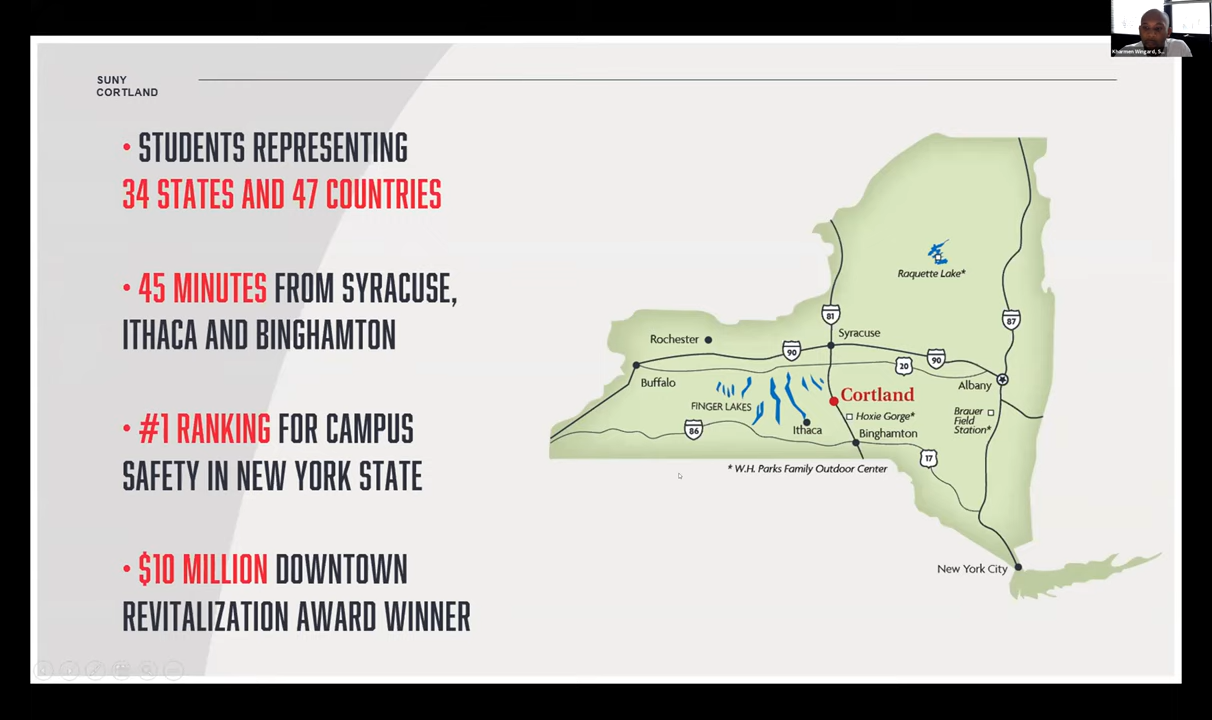 Kharmen Wingard, S...
SUNY
CORTLAND
• STUDENTS REPRESENTING
34 STATES AND 47 COUNTRIES
• 45 MINUTES FROM SYRACUSE,
ITHACA AND BINGHAMTON
• #1 RANKING FOR CAMPUS
SAFETY IN NEW YORK STATE
• $10 MILLION DOWNTOWN
REVITALIZATION AWARD WINNER
Raquette Lake*
81
87
Rochester
Syracuse
90
90
20
Buffalo
Albany
Cortland
FINGER LAKES
Hoxie Gorge*
Brauer
Field
Station*
86
Ithaca
Binghamton
17
* W.H. Parks Family Outdoor Center
New York City